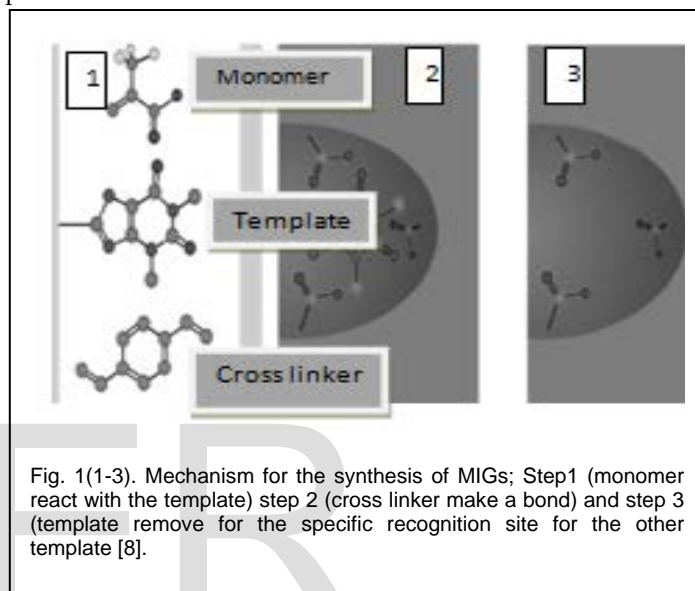 1
Monomer
2
3
Template
Cross linker
Fig. 1(1-3). Mechanism for the synthesis of MIGs; Step1 (monomer
react with the template) step 2 (cross linker make a bond) and step 3
(template remove for the specific recognition site for the other
template [8].